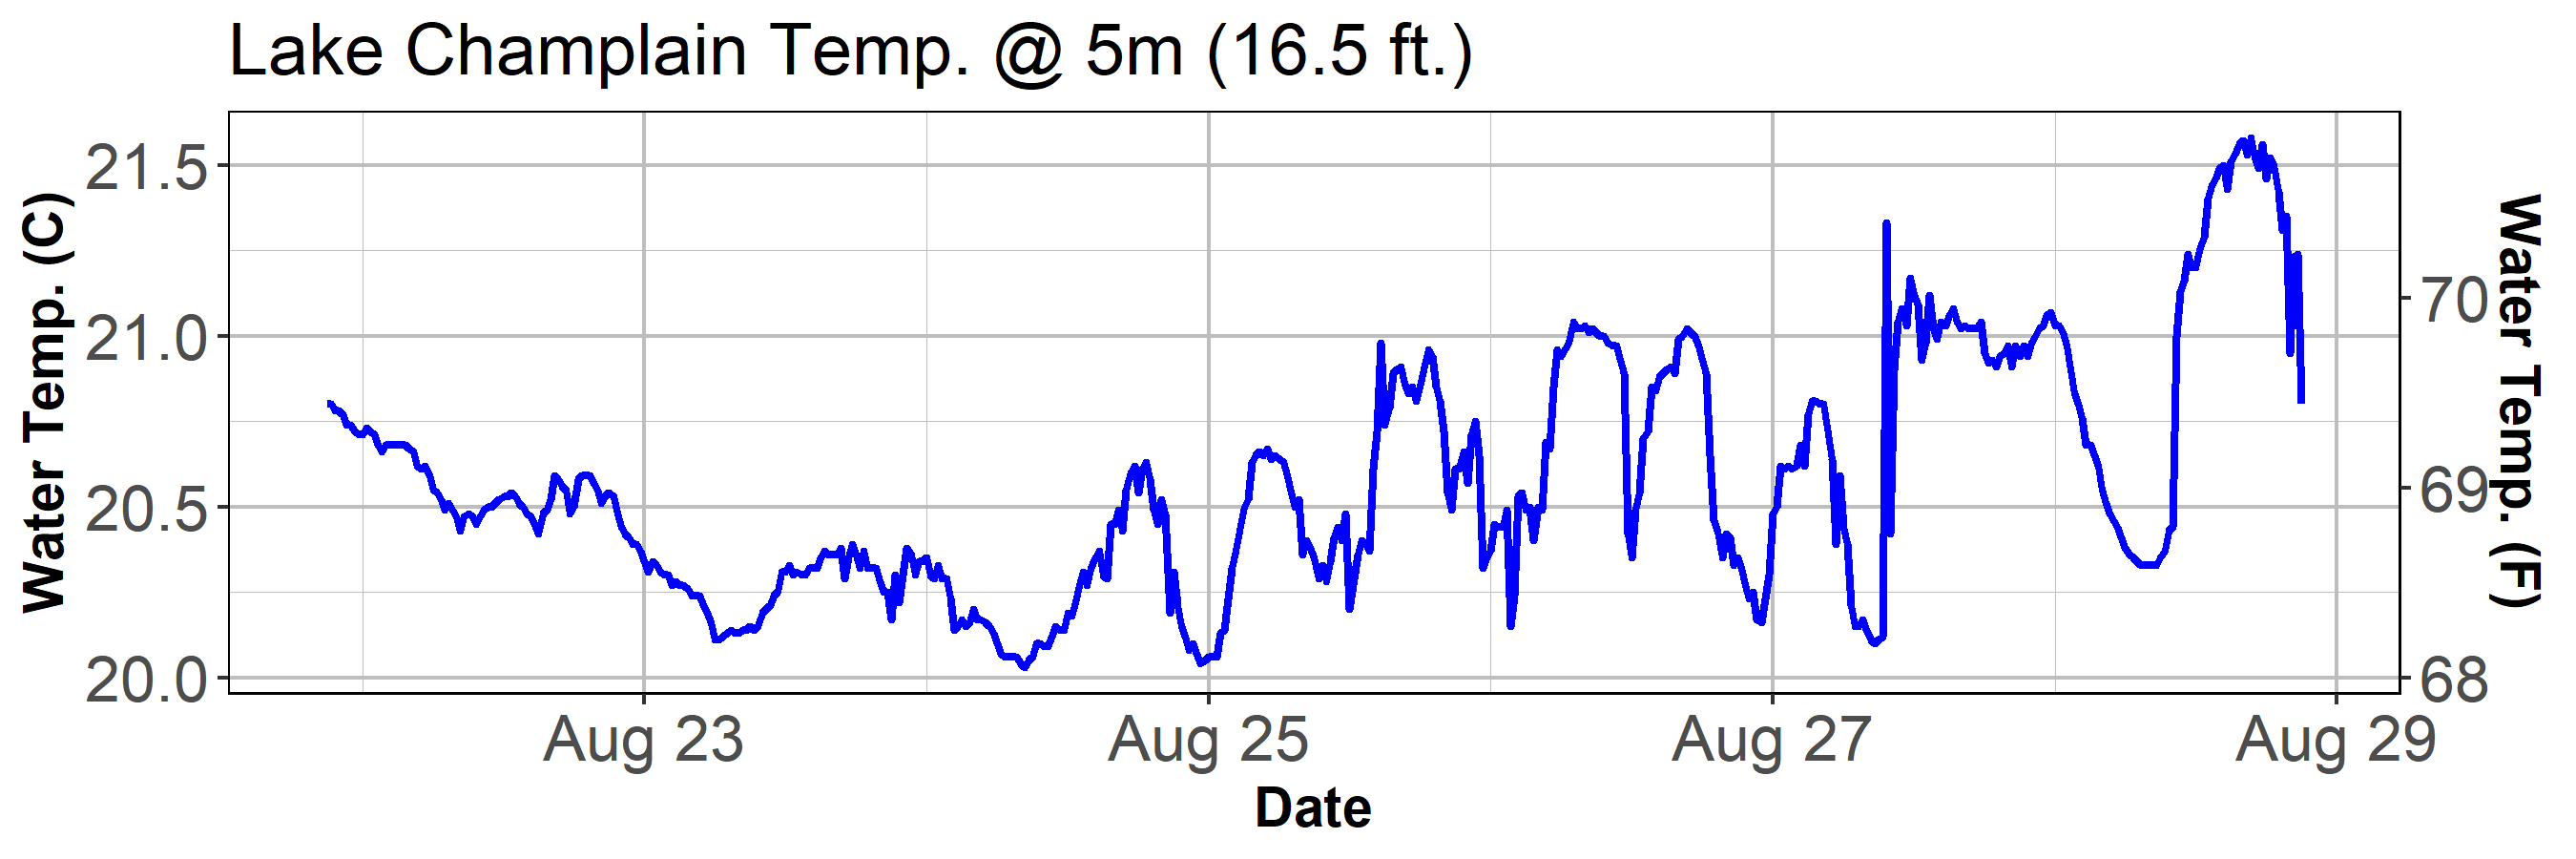 Lake Champlain Temp. @ 5m (16.5 ft.)
Water Temp. (C)
21.5
21.0
20.5
20.0
70
69
68
Water Temp. (F)
Aug 23 Aug 25 Aug 27 Aug 29
Date